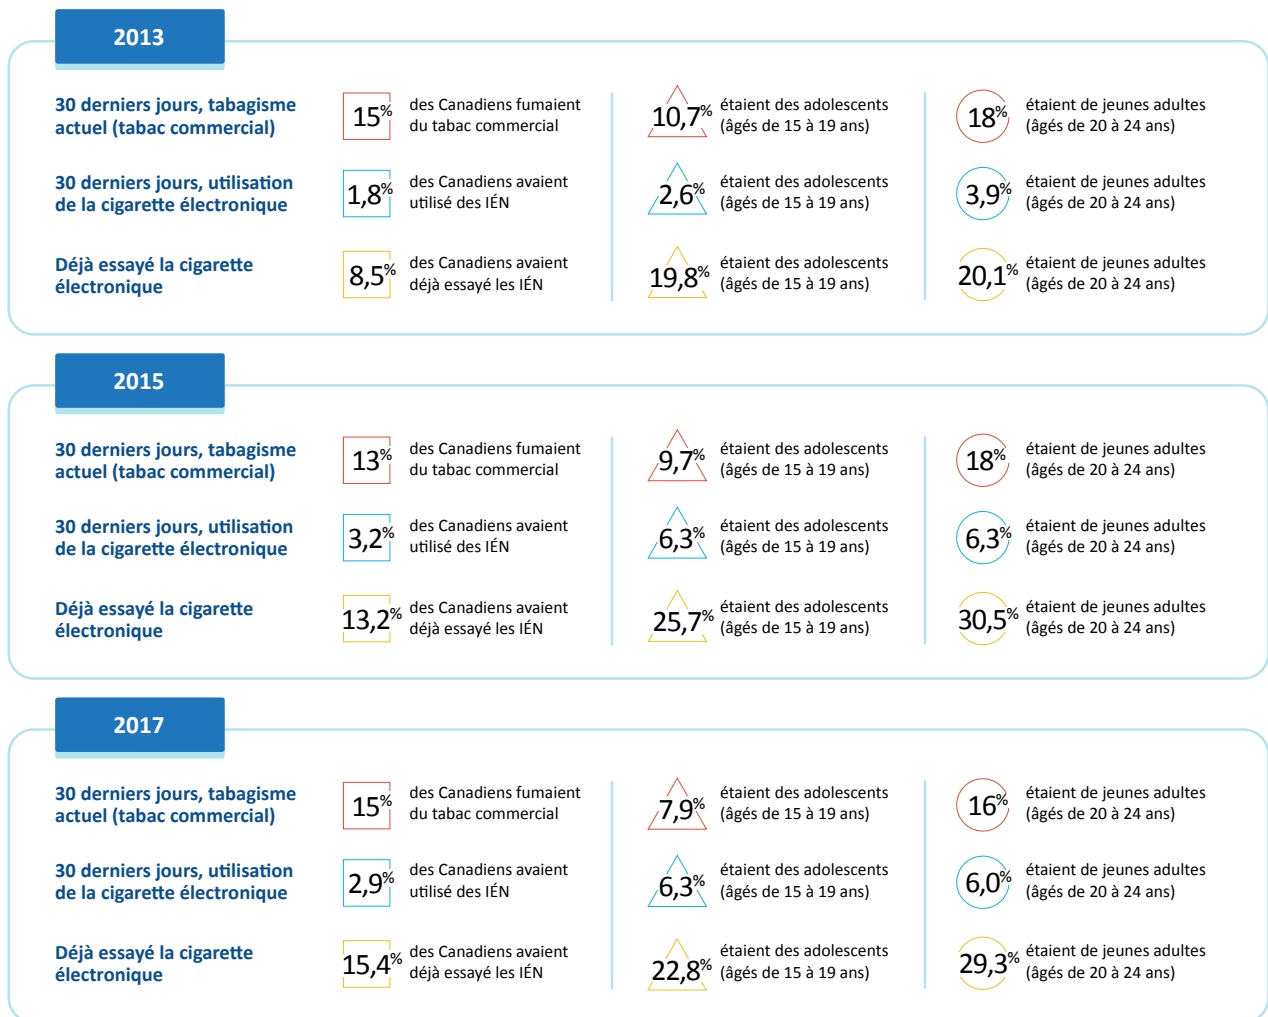 2013
30 derniers jours, tabagisme
actuel (tabac commercial)
15%
des Canadiens fumaient
du tabac commercial
10,7%
étaient des adolescents
(âgés de 15 à 19 ans)
18%
étaient de jeunes adultes
(âgés de 20 à 24 ans)
30 derniers jours, utilisation
de la cigarette électronique
1,8%
des Canadiens avaient
utilisé des IÉN
2,6%
étaient des adolescents
(âgés de 15 à 19 ans)
3,9%
étaient de jeunes adultes
(âgés de 20 à 24 ans)
Déjà essayé la cigarette
électronique
8,5%
des Canadiens avaient
déjà essayé les IÉN
19,8%
étaient des adolescents
(âgés de 15 à 19 ans)
20,1%
étaient de jeunes adultes
(âgés de 20 à 24 ans)
2015
30 derniers jours, tabagisme
actuel (tabac commercial)
13%
des Canadiens fumaient
du tabac commercial
9,7%
étaient des adolescents
(âgés de 15 à 19 ans)
18%
étaient de jeunes adultes
(âgés de 20 à 24 ans)
30 derniers jours, utilisation
de la cigarette électronique
3,2%
des Canadiens avaient
utilisé des IÉN
6,3%
étaient des adolescents
(âgés de 15 à 19 ans)
6,3%
étaient de jeunes adultes
(âgés de 20 à 24 ans)
Déjà essayé la cigarette
électronique
13,2%
des Canadiens avaient
déjà essayé les IÉN
25,7%
étaient des adolescents
(âgés de 15 à 19 ans)
30,5%
étaient de jeunes adultes
(âgés de 20 à 24 ans)
2017
30 derniers jours, tabagisme
actuel (tabac commercial)
15%
des Canadiens fumaient
du tabac commercial
7,9%
étaient des adolescents
(âgés de 15 à 19 ans)
16%
étaient de jeunes adultes
(âgés de 20 à 24 ans)
30 derniers jours, utilisation
de la cigarette électronique
2,9%
des Canadiens avaient
utilisé des IÉN
6,3%
étaient des adolescents
(âgés de 15 à 19 ans)
6,0%
étaient de jeunes adultes
(âgés de 20 à 24 ans)
Déjà essayé la cigarette
électronique
15,4%
des Canadiens avaient
déjà essayé les IÉN
22,8%
étaient des adolescents
(âgés de 15 à 19 ans)
29,3%
étaient de jeunes adultes
(âgés de 20 à 24 ans)